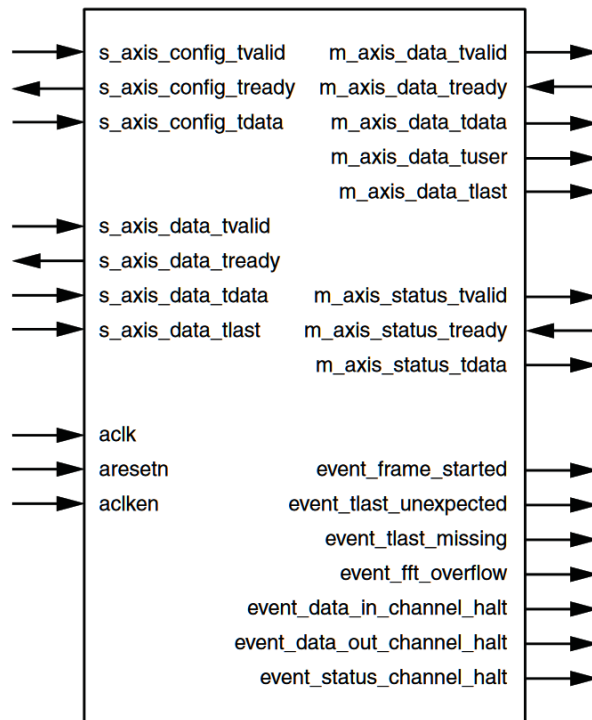 s_axis_config_tvalid
s_axis_config_tready
s_axis_config_tdata
s_axis_data_tvalid
s_axis_data_tready
s_axis_data_tdata
s_axis_data_tlast
aclk
aresetn
aclken
m_axis_data_tvalid
m_axis_data_tready
m_axis_data_tdata
m_axis_data_tuser
m_axis_data_tlast
m_axis_status_tvalid
m_axis_status_tready
m_axis_status_tdata
event_frame_started
event_tlast_unexpected
event_tlast_missing
event_fft_overflow
event_data_in_channel_halt
event_data_out_channel_halt
event_status_channel_halt